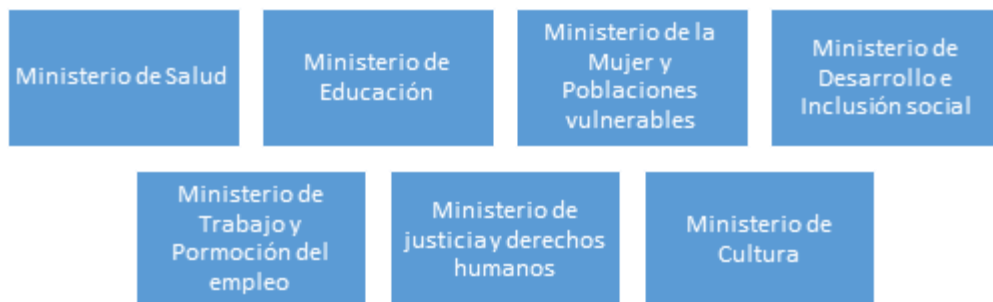 Ministerio de Salud
Ministerio de
Educación
Ministerio de la
Mujer y
Poblaciones
vulnerables
Ministerio de
Desarrollo e
Inclusión social
Ministerio de
Trabajo y
Pormoción del
empleo
Ministerio de
justicia y derechos
humanos
Ministerio de
Cultura